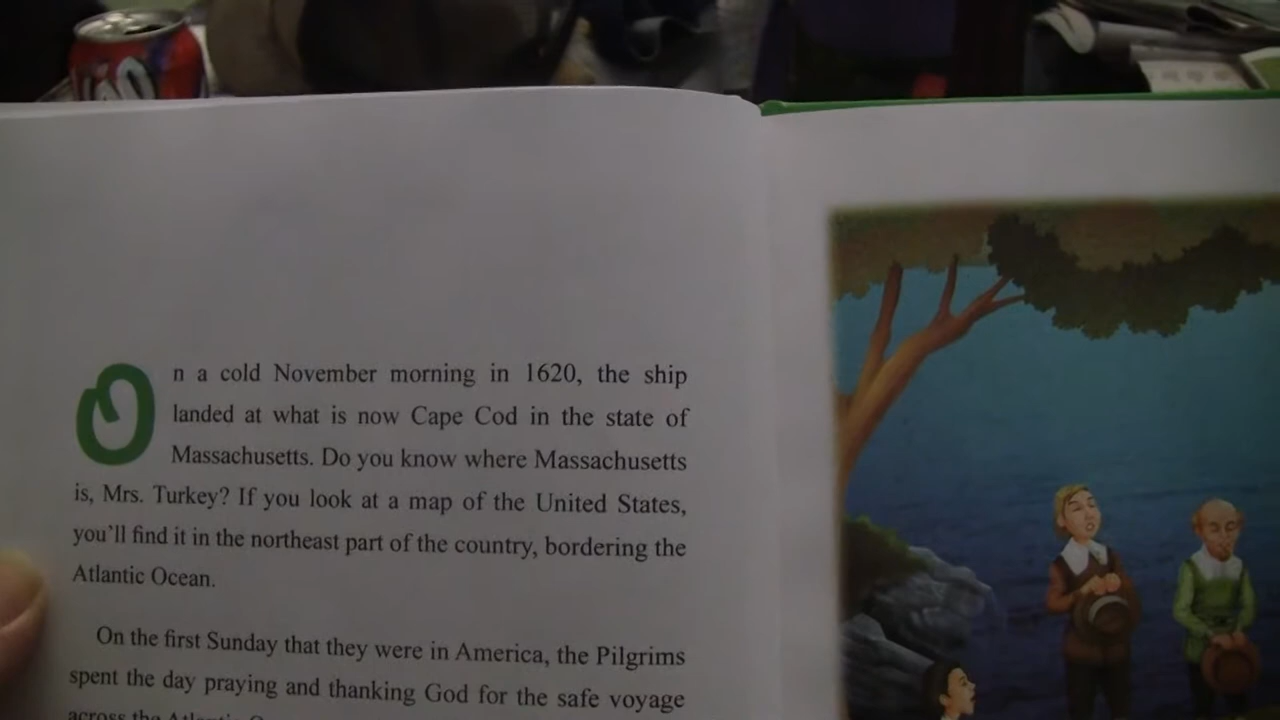 On a cold November morning in 1620, the ship
landed at what is now Cape Cod in the state of
Massachusetts. Do you know where Massachusetts
is, Mrs. Turkey? If you look at a map of the United States,
you'll find it in the northeast part of the country, bordering the
Atlantic Ocean.
On the first Sunday that they were in America, the Pilgrims
spent the day praying and thanking God for the safe voyage
across the